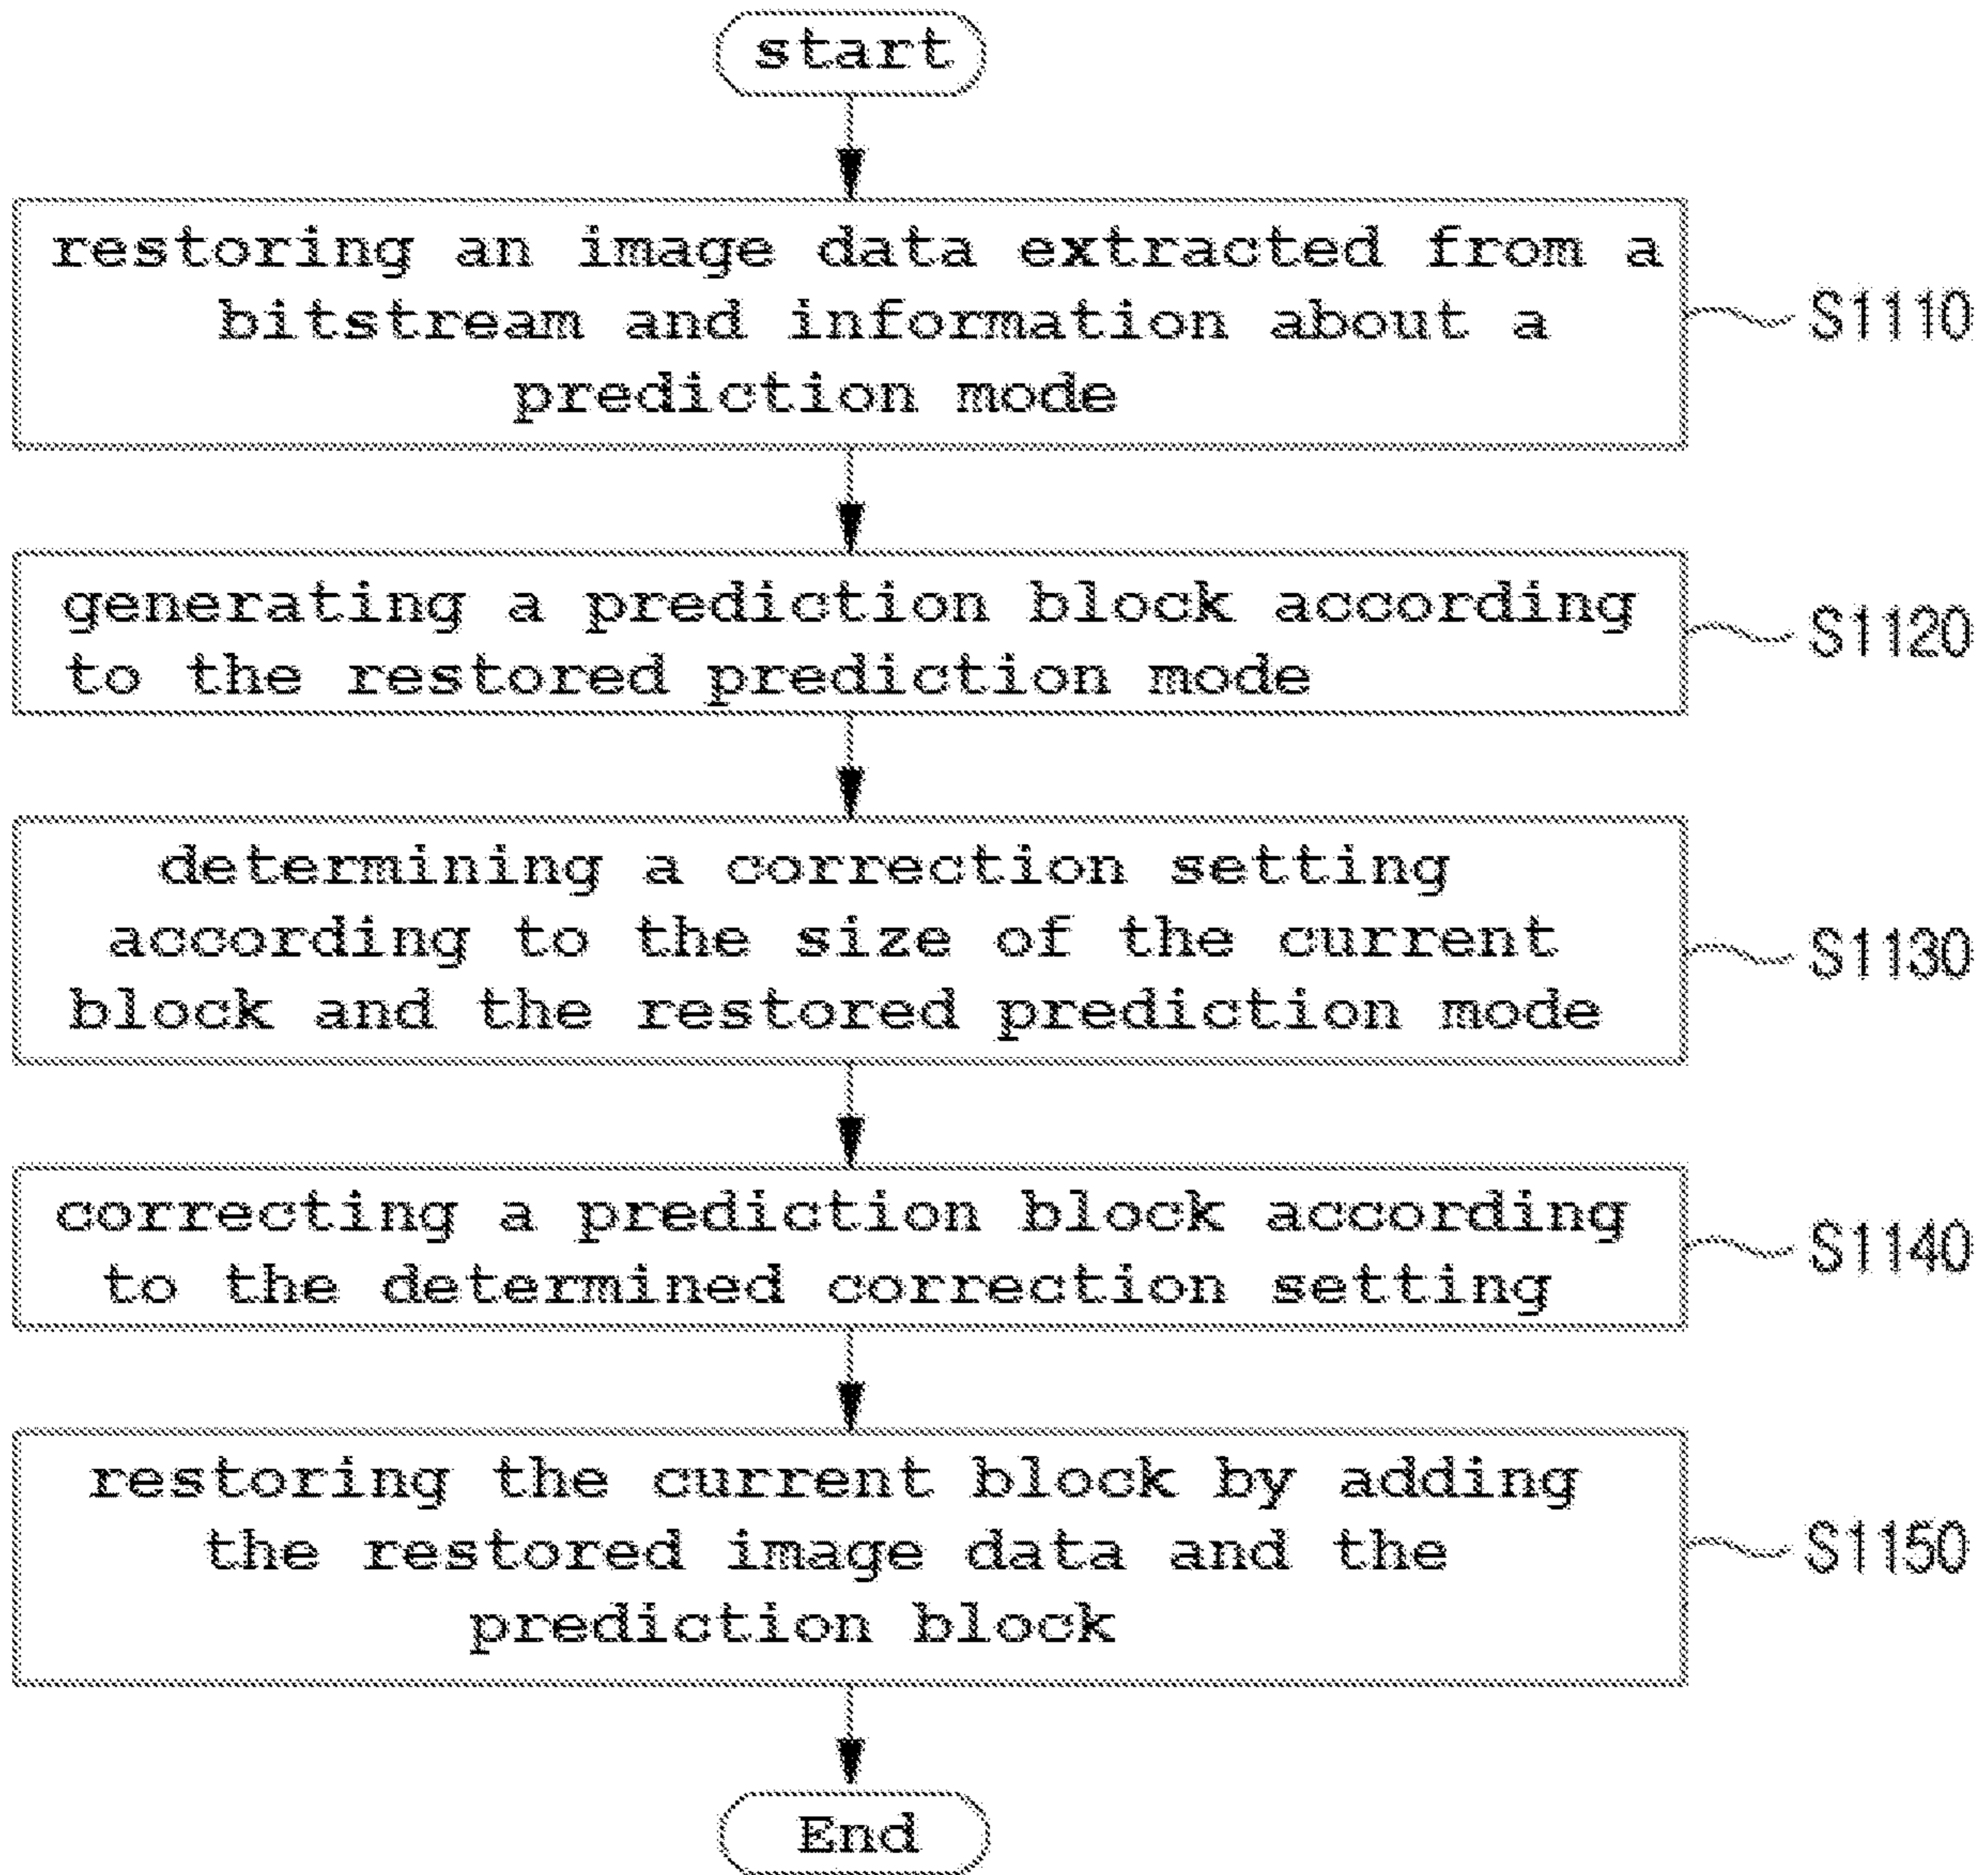 start
restoring an image data extracted from a
bitstream and information about a
prediction mode
S1110
generating a prediction block according
to the restored prediction mode
S1120
determining a correction setting
according to the size of the current
block and the restored prediction mode
S1130
correcting a prediction block according
to the determined correction setting
S1140
restoring the current block by adding
the restored image data and the
prediction block
S1150
End